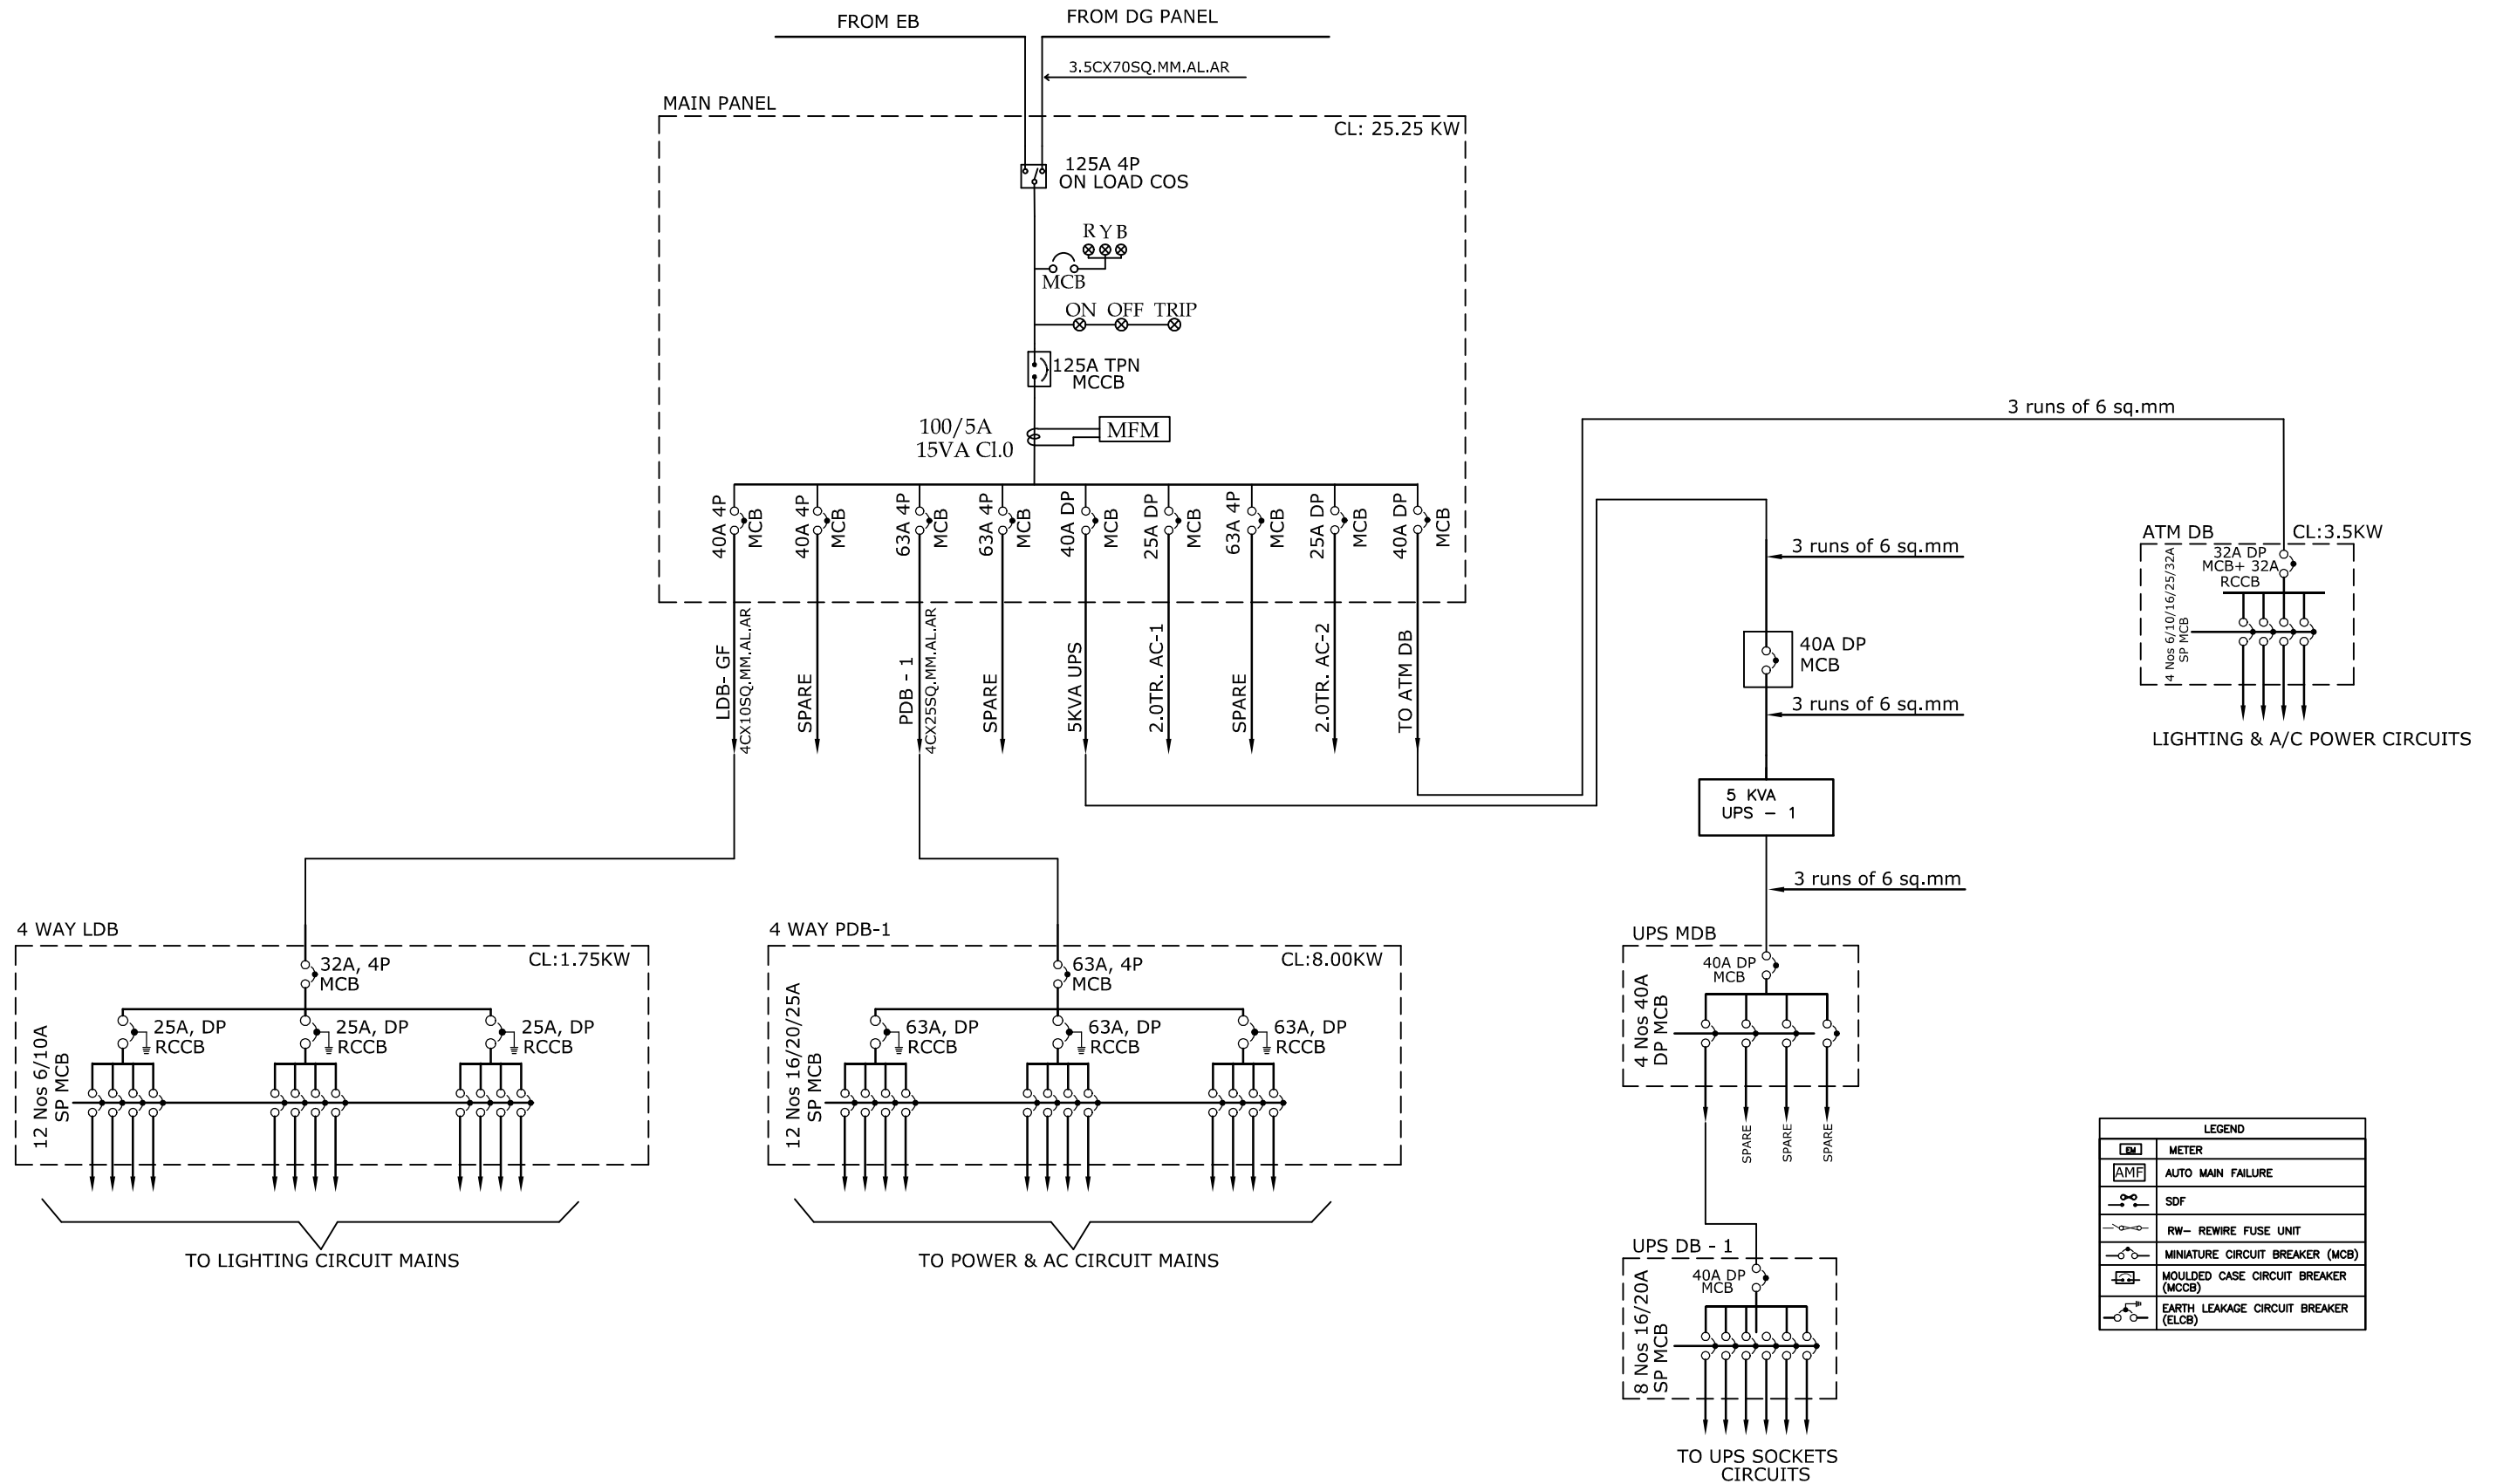 FROM EB
FROM DG PANEL
3.5CX70SQ.MM.AL.AR
MAIN PANEL
CL: 25.25 KW
125A 4P
ON LOAD COS
R Y B
MCB
ON OFF TRIP
125A TPN
MCCB
100/5A
15VA Cl.0
MFM
40A 4P
MCB
40A 4P
MCB
63A 4P
MCB
63A 4P
MCB
40A DP
MCB
25A DP
MCB
63A 4P
MCB
25A DP
MCB
40A DP
MCB
LDB- GF
4CX10SQ.MM.AL.AR
SPARE
PDB - 1
4CX25SQ.MM.AL.AR
SPARE
5KVA UPS
2.0TR. AC-1
SPARE
2.0TR. AC-2
TO ATM DB
3 runs of 6 sq.mm
3 runs of 6 sq.mm
40A DP
MCB
3 runs of 6 sq.mm
5 KVA
UPS - 1
3 runs of 6 sq.mm
ATM DB
CL:3.5KW
32A DP
MCB+ 32A
RCCB
4 Nos 6/10/16/25/32A
SP MCB
LIGHTING & A/C POWER CIRCUITS
4 WAY LDB
CL:1.75KW
32A, 4P
MCB
25A, DP
RCCB
25A, DP
RCCB
25A, DP
RCCB
12 Nos 6/10A
SP MCB
TO LIGHTING CIRCUIT MAINS
4 WAY PDB-1
CL:8.00KW
63A, 4P
MCB
63A, DP
RCCB
63A, DP
RCCB
63A, DP
RCCB
12 Nos 16/20/25A
SP MCB
TO POWER & AC CIRCUIT MAINS
UPS MDB
40A DP
MCB
4 Nos 40A
DP MCB
SPARE
SPARE
SPARE
UPS DB - 1
40A DP
MCB
8 Nos 16/20A
SP MCB
TO UPS SOCKETS
CIRCUITS
LEGEND
EM METER
AMF AUTO MAIN FAILURE
SDF
RW- REWIRE FUSE UNIT
MINIATURE CIRCUIT BREAKER (MCB)
MOULDED CASE CIRCUIT BREAKER
(MCCB)
EARTH LEAKAGE CIRCUIT BREAKER
(ELCB)